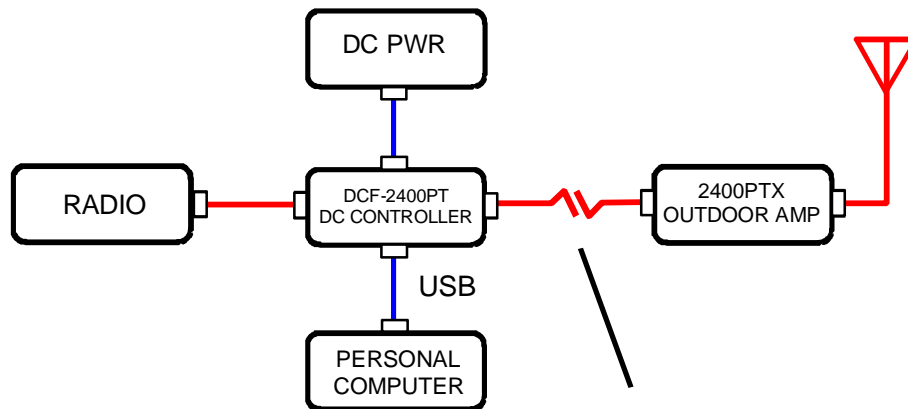 DC PWR
RADIO
DCF-2400PT
DC CONTROLLER
2400PTX
OUTDOOR AMP
USB
PERSONAL
COMPUTER